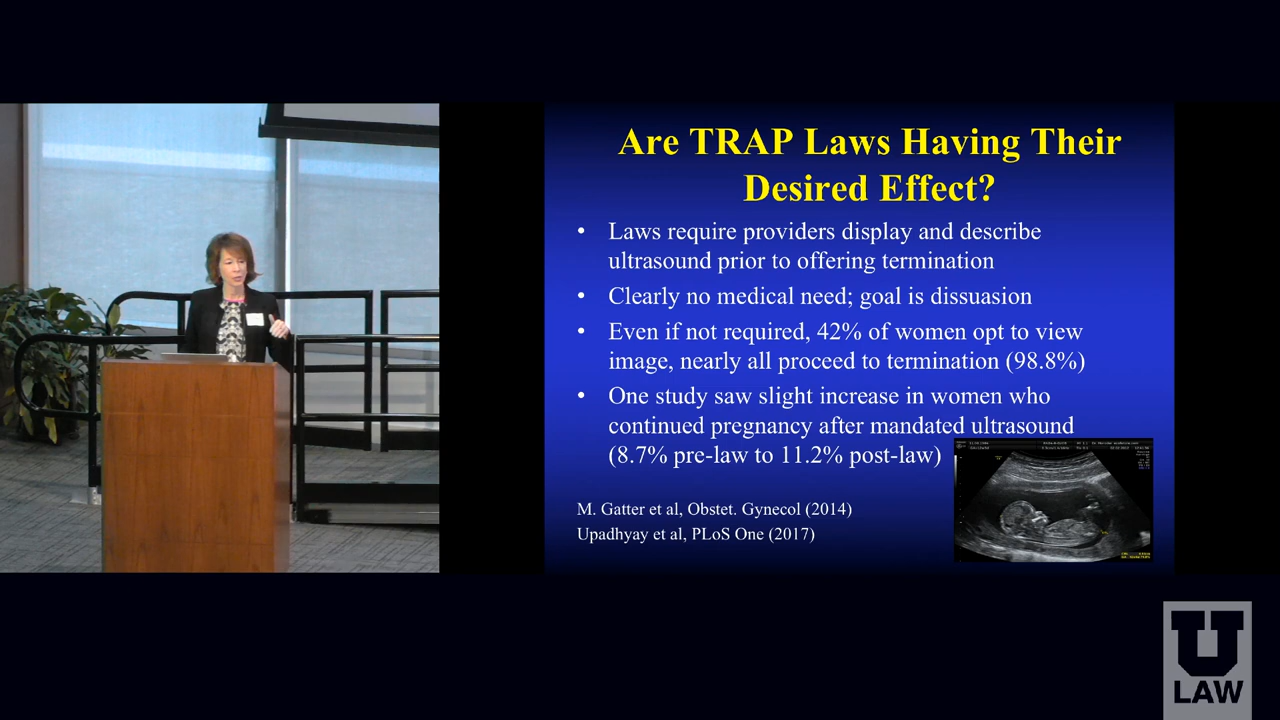 Are TRAP Laws Having Their
Desired Effect?
• Laws require providers display and describe
ultrasound prior to offering termination
• Clearly no medical need; goal is dissuasion
• Even if not required, 42% of women opt to view
image, nearly all proceed to termination (98.8%)
• One study saw slight increase in women who
continued pregnancy after mandated ultrasound
(8.7% pre-law to 11.2% post-law)
M. Gatter et al, Obstet. Gynecol (2014)
Upadhyay et al, PLoS One (2017)
U
LAW